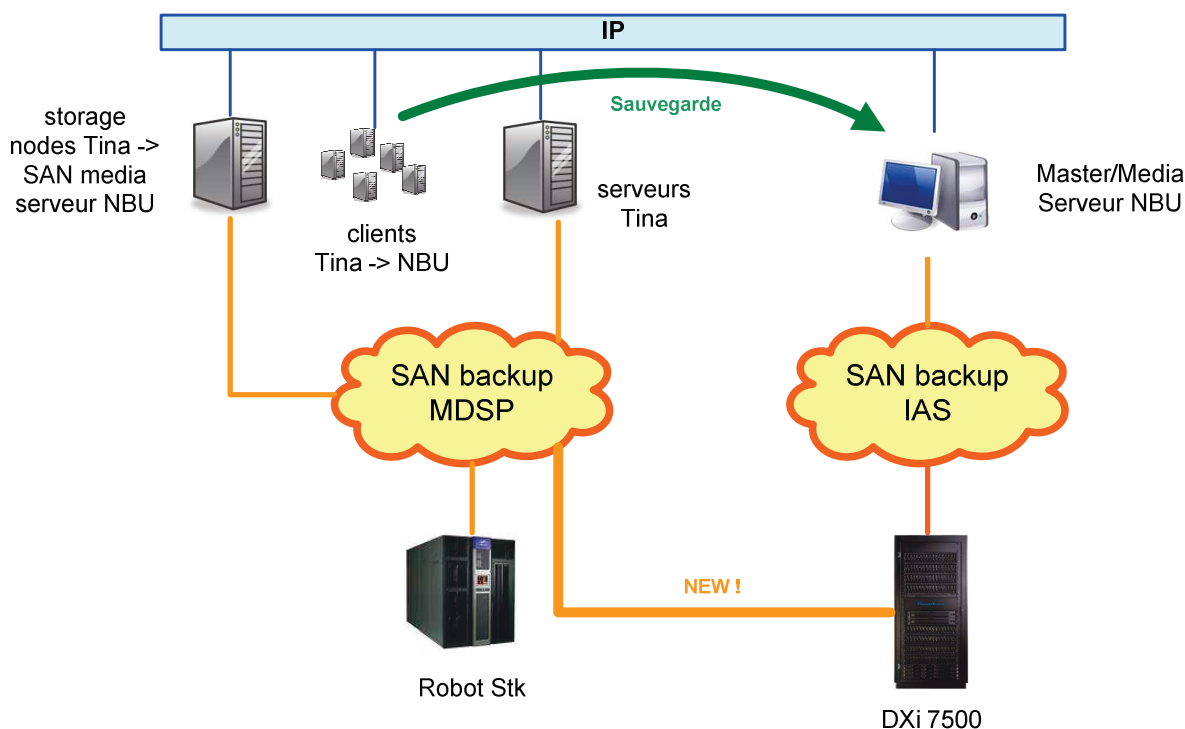 IP
Sauvegarde
storage
nodes Tina ->
SAN media
serveur NBU
clients
Tina -> NBU
serveurs
Tina
Master/Media
Serveur NBU
SAN backup
MDSP
SAN backup
IAS
NEW !
Robot Stk
DXi 7500